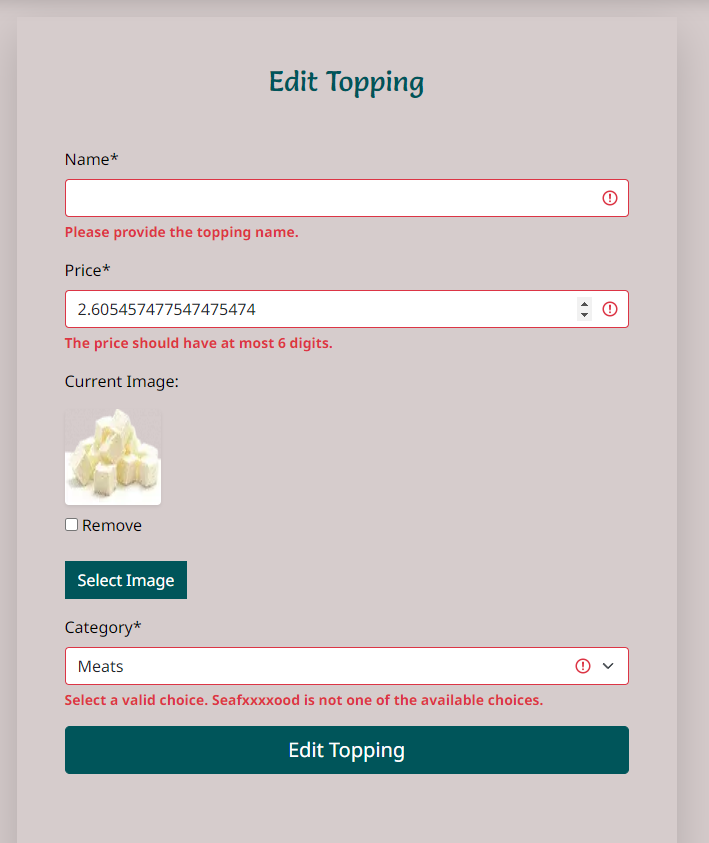 Edit Topping
Name*
Please provide the topping name.
Price*
2.605457477547475474
The price should have at most 6 digits.
Current Image:
Remove
Select Image
Category*
Meats
Select a valid choice. Seafxxxxood is not one of the available choices.
Edit Topping